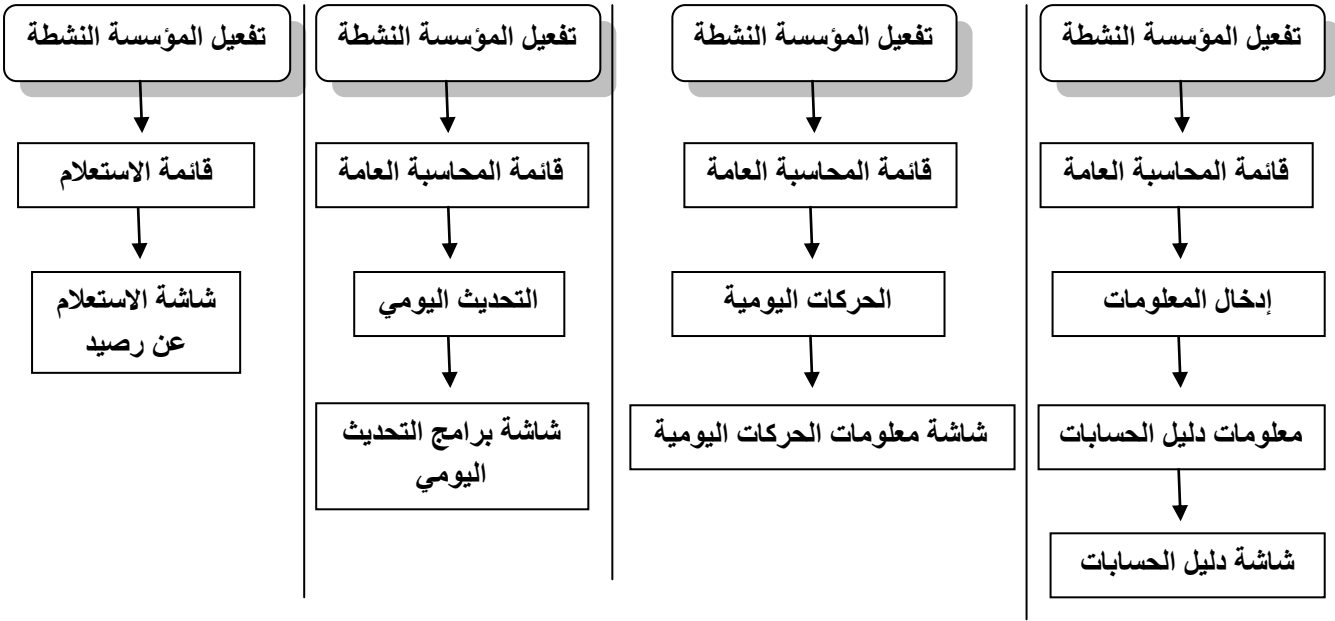 تفعيل المؤسسة النشطة
قائمة المحاسبة العامة
إدخال المعلومات
معلومات دليل الحسابات
شاشة دليل الحسابات
تفعيل المؤسسة النشطة
قائمة المحاسبة العامة
الحركات اليومية
شاشة معلومات الحركات اليومية
تفعيل المؤسسة النشطة
قائمة المحاسبة العامة
التحديث اليومي
شاشة برامج التحديث
اليومي
تفعيل المؤسسة النشطة
قائمة الاستعلام
شاشة الاستعلام
عن رصيد